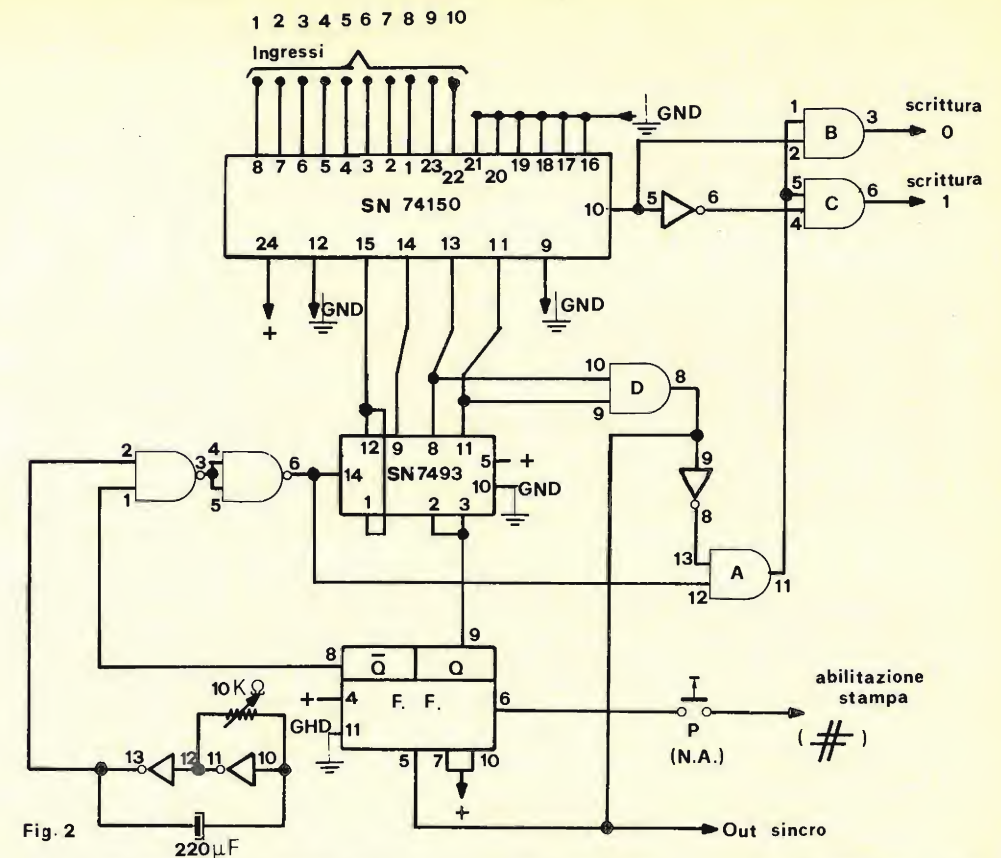 1 2 3 4 5 6 7 8 9 10
Ingressi
GND
8 7 6 5 4 3 2 1 23 22 21 20 19 18 17 16
SN 74150
10
24 12 15 14 13 11 9
+
GND
GND
5
6
1
2
B
3
scrittura
0
5
4
C
6
scrittura
1
10
9
D
8
9
8
13
12
A
11
2
1
3
4
5
6
12 9 8 11
14
SN7493
5 +
10 GND
1 2 3
9
8
Q
Q
+ 4
F. F.
6
GHD 11
5 7 10
+
P
(N.A.)
abilitazione
stampa
( # )
10KΩ
13 12 11 10
220µF
Out sincro
Fig. 2